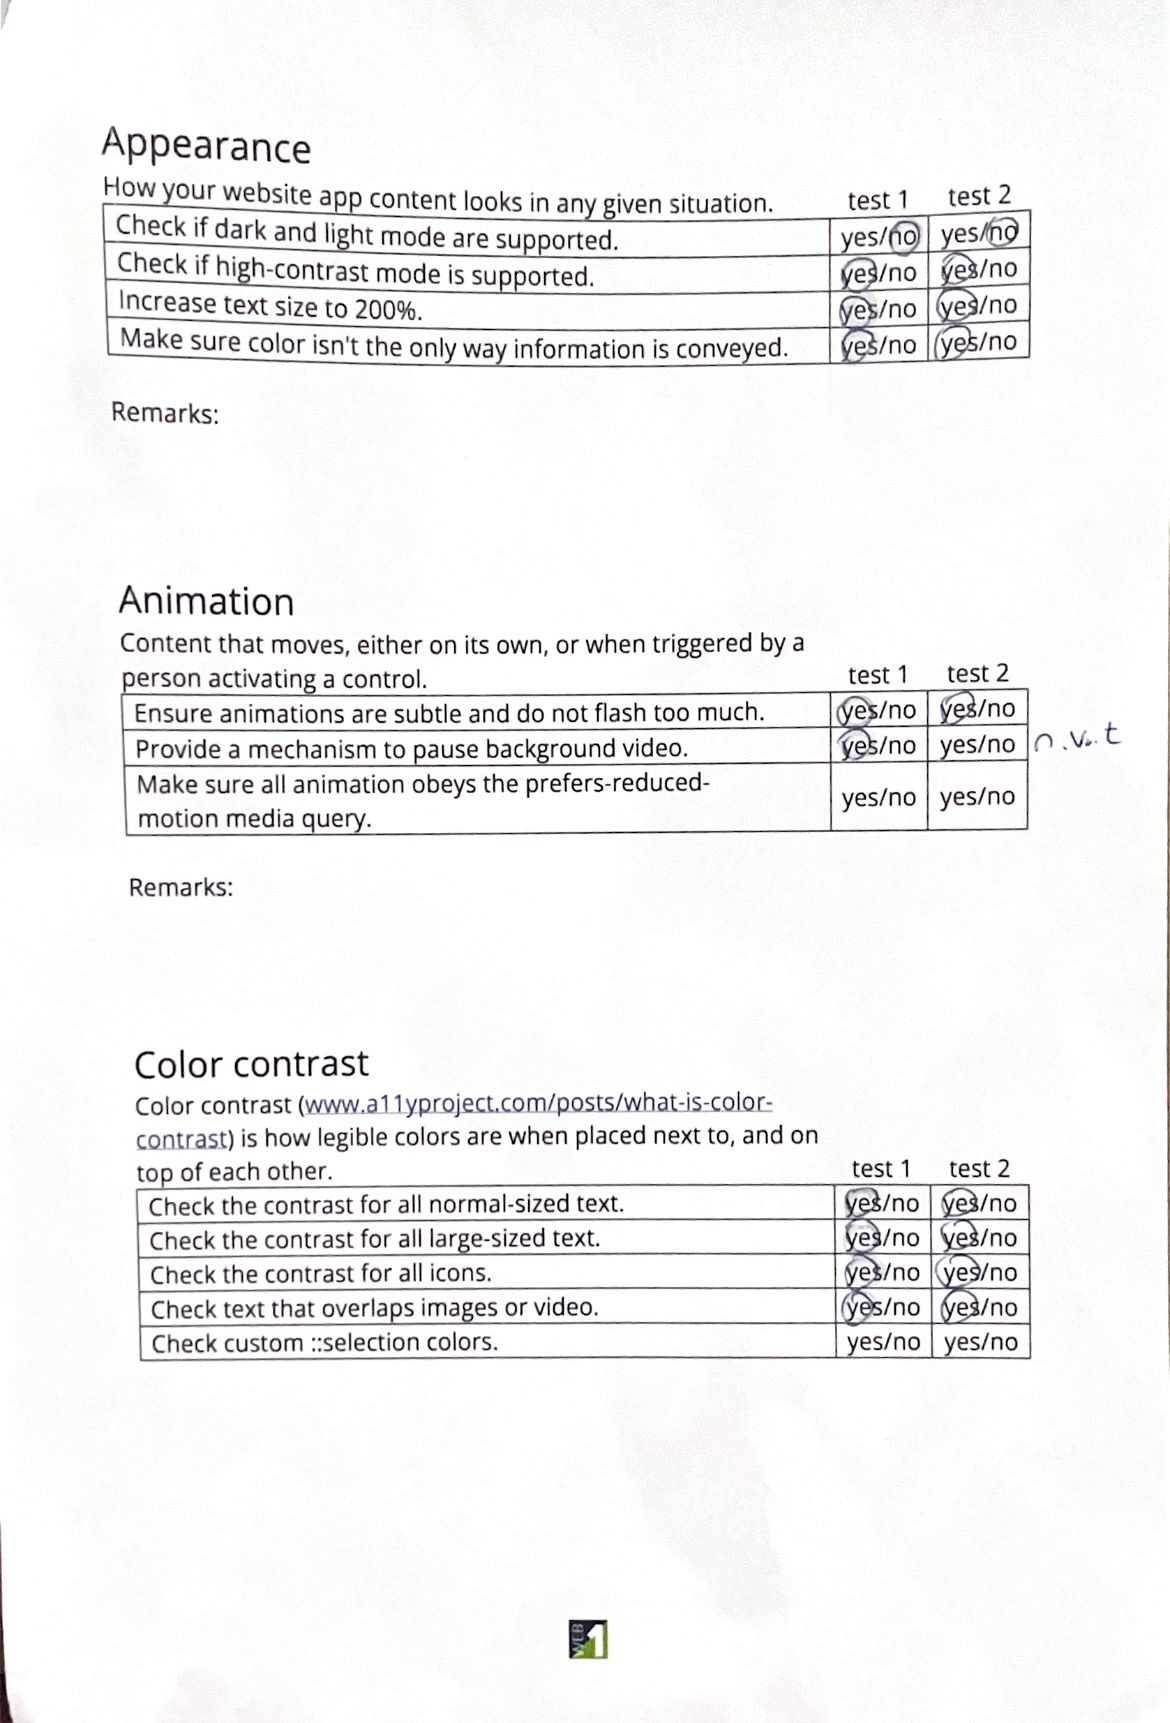 Appearance
How your website app content looks in any given situation. test 1 test 2
Check if dark and light mode are supported. yes/no yes/no
Check if high-contrast mode is supported. yes/no yes/no
Increase text size to 200%. yes/no yes/no
Make sure color isn't the only way information is conveyed. yes/no yes/no
Remarks:
Animation
Content that moves, either on its own, or when triggered by a
person activating a control. test 1 test 2
Ensure animations are subtle and do not flash too much. yes/no yes/no
Provide a mechanism to pause background video. yes/no yes/no n.v.t
Make sure all animation obeys the prefers-reduced-
motion media query. yes/no yes/no
Remarks:
Color contrast
Color contrast (www.a11yproject.com/posts/what-is-color-
contrast) is how legible colors are when placed next to, and on
top of each other. test 1 test 2
Check the contrast for all normal-sized text. yes/no yes/no
Check the contrast for all large-sized text. yes/no yes/no
Check the contrast for all icons. yes/no yes/no
Check text that overlaps images or video. yes/no yes/no
Check custom ::selection colors. yes/no yes/no
WEB 1